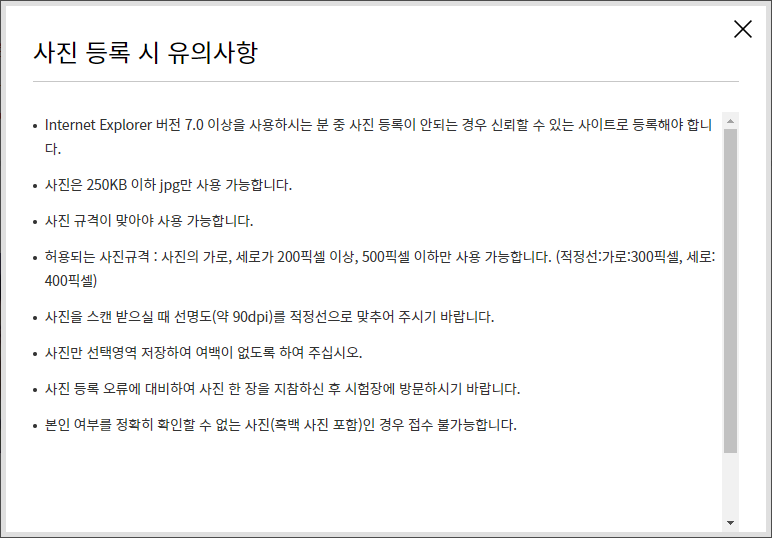 사진 등록 시 유의사항
• Internet Explorer 버전 7.0 이상을 사용하시는 분 중 사진 등록이 안되는 경우 신뢰할 수 있는 사이트로 등록해야 합니
다.
• 사진은 250KB 이하 jpg만 사용 가능합니다.
• 사진 규격이 맞아야 사용 가능합니다.
• 허용되는 사진규격 : 사진의 가로, 세로가 200픽셀 이상, 500픽셀 이하만 사용 가능합니다. (적정선:가로:300픽셀, 세로:
400픽셀)
• 사진을 스캔 받으실 때 선명도(약 90dpi)를 적정선으로 맞추어 주시기 바랍니다.
• 사진만 선택영역 저장하여 여백이 없도록 하여 주십시오.
• 사진 등록 오류에 대비하여 사진 한 장을 지참하신 후 시험장에 방문하시기 바랍니다.
• 본인 여부를 정확히 확인할 수 없는 사진(흑백 사진 포함)인 경우 접수 불가능합니다.